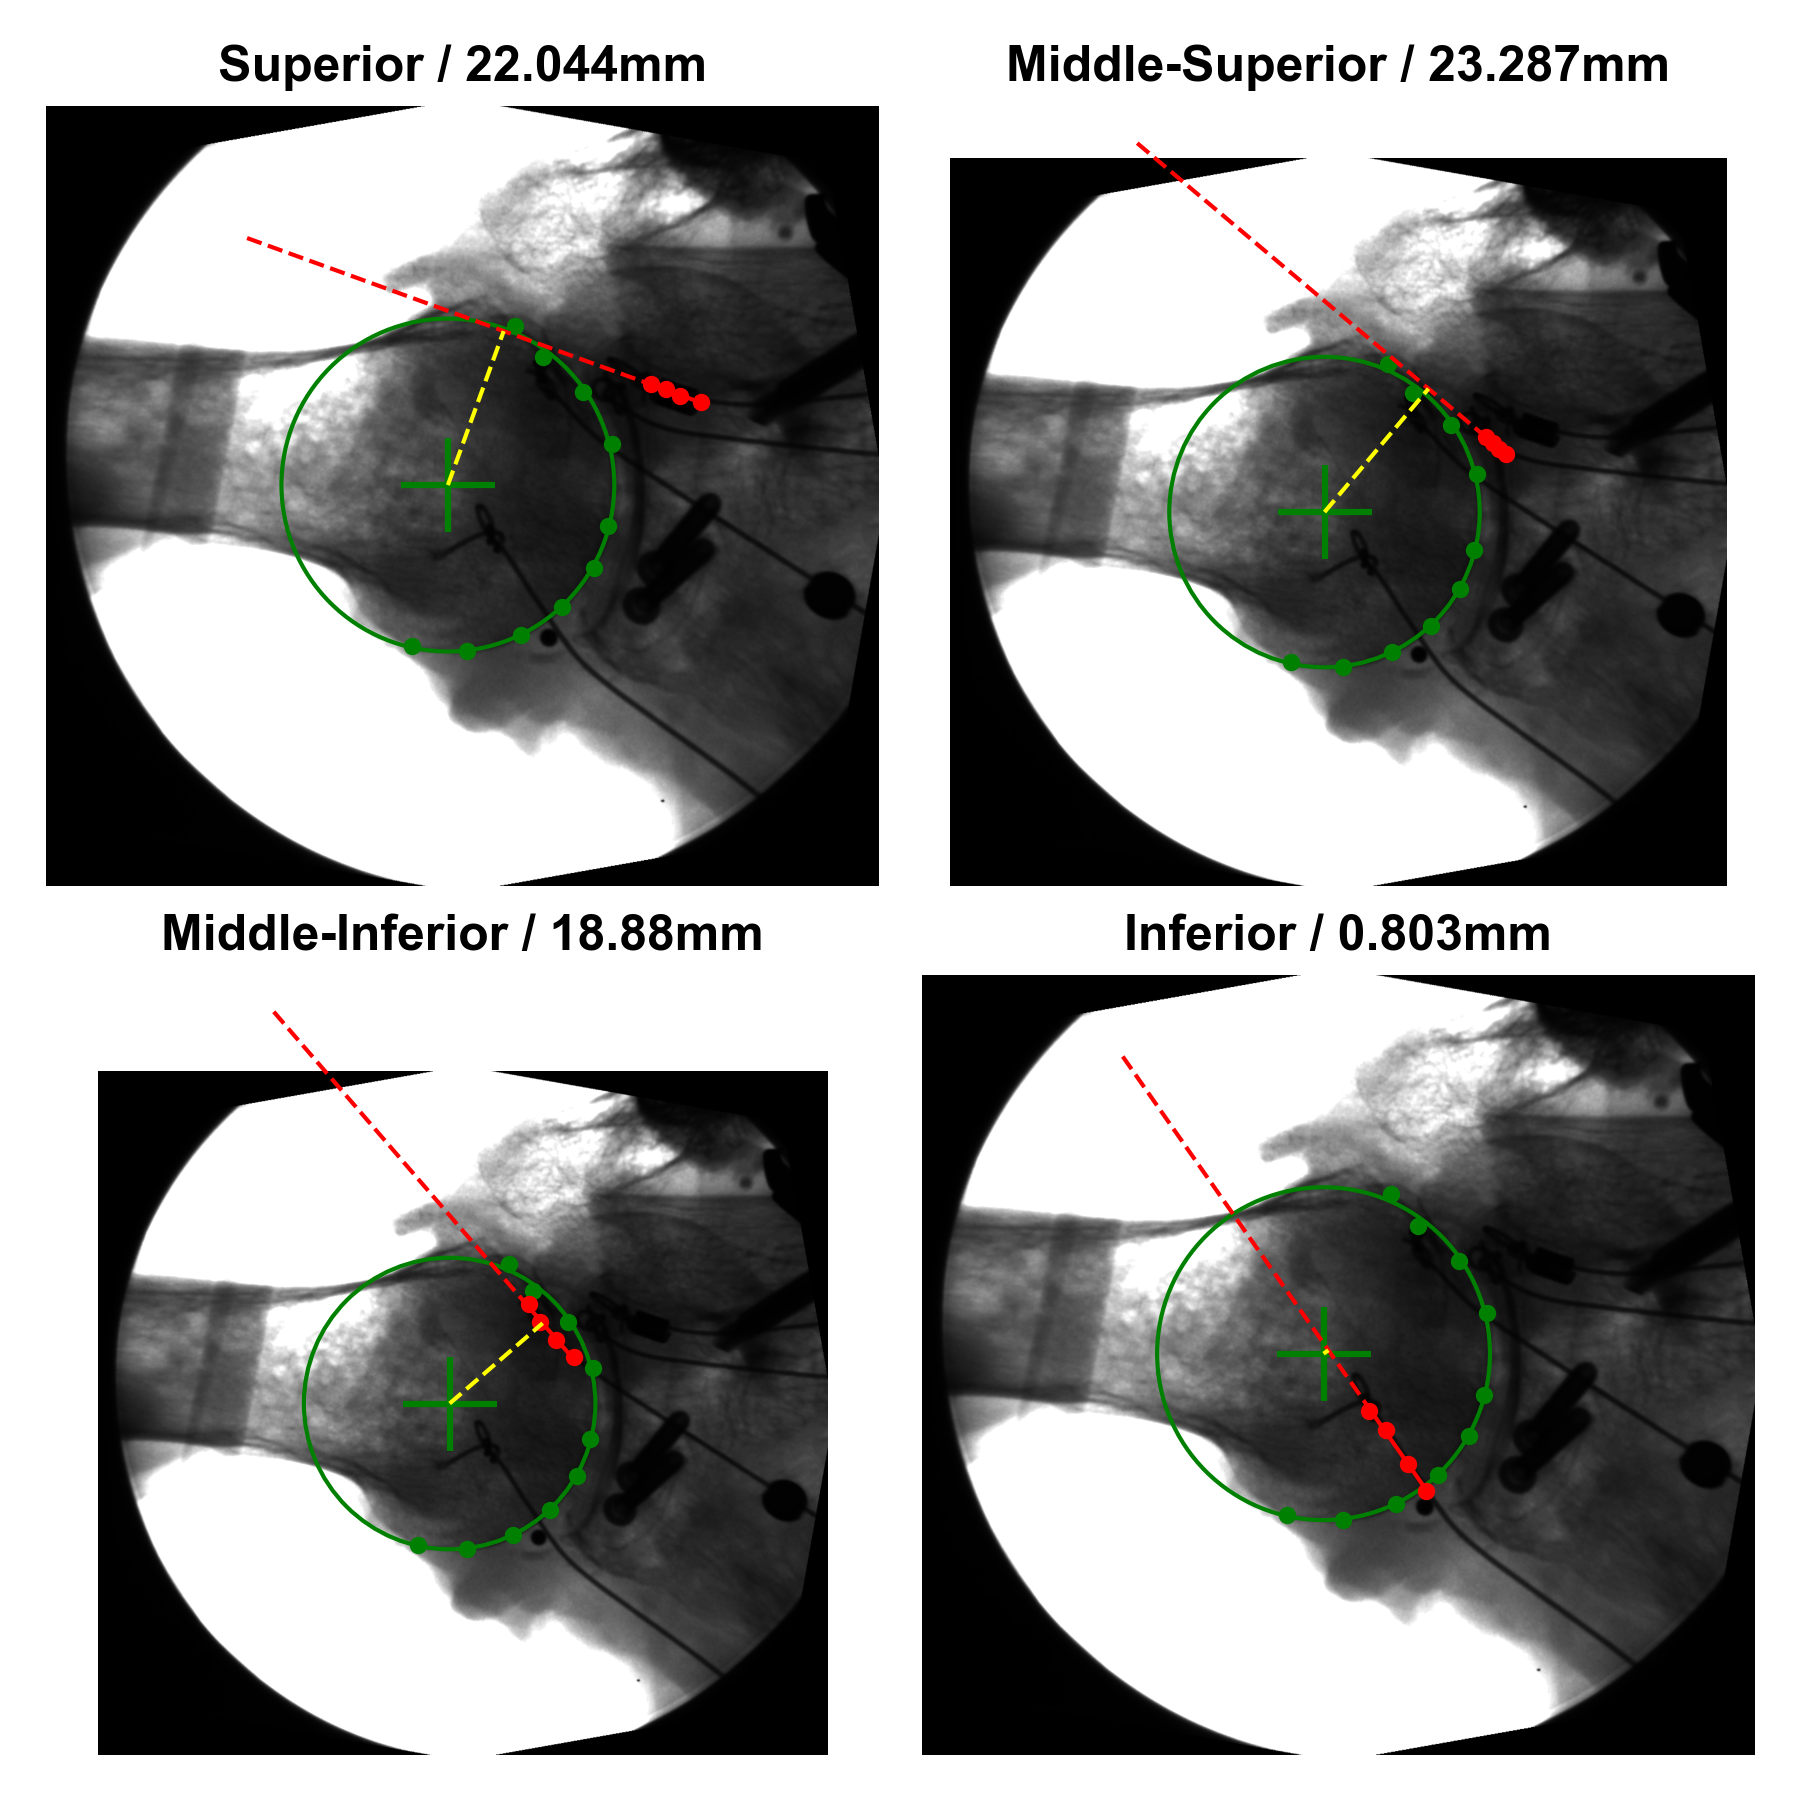 Superior / 22.044mm
Middle-Superior / 23.287mm
Middle-Inferior / 18.88mm
Inferior / 0.803mm